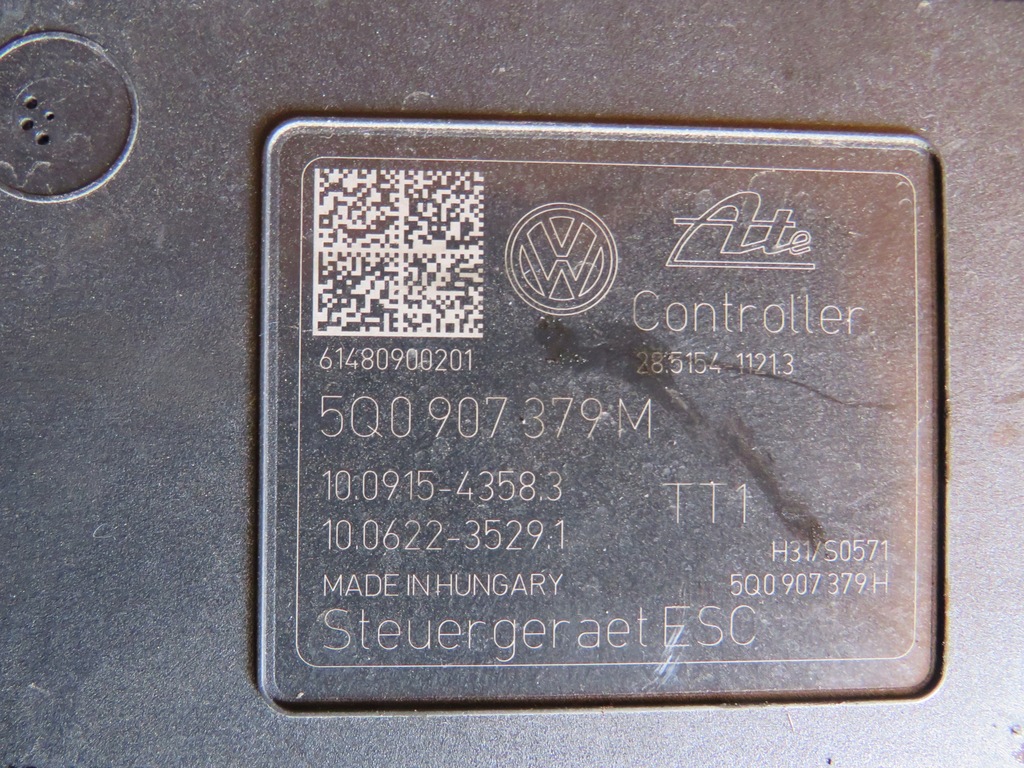 VW Ate
Controller
61480900201 28.5154-1121.3
5Q0 907 379 M
10.0915-4358.3
TT1
10.0622-3529.1
H31/S0571
MADE IN HUNGARY 5Q0 907 379 H
Steuergeraet ESC